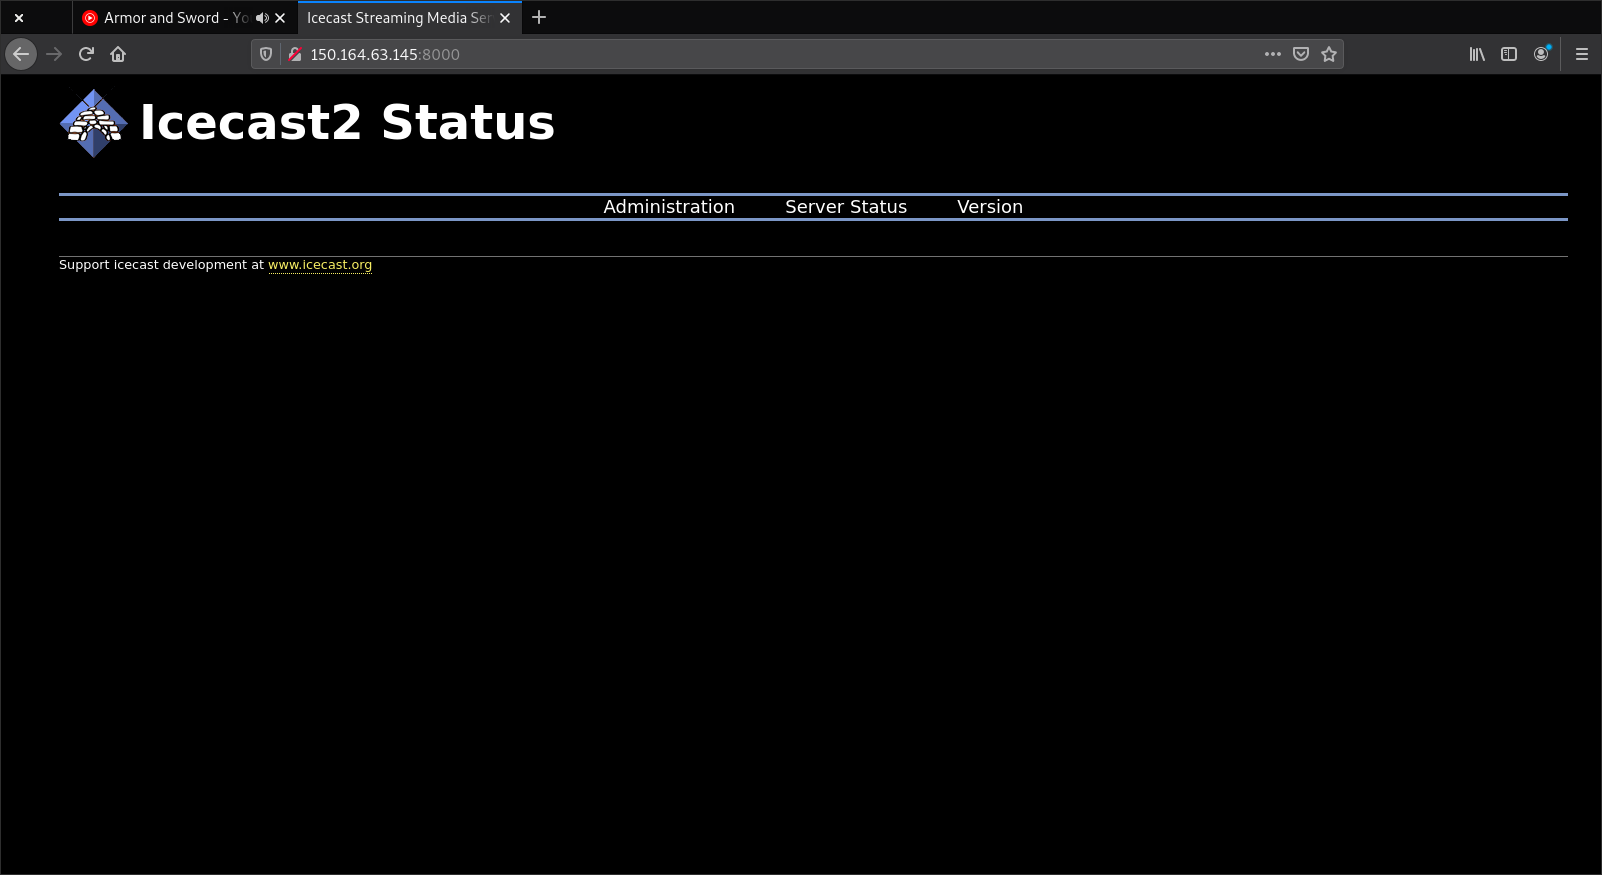 Armor and Sword - Yo
Icecast Streaming Media Ser
150.164.63.145:8000
Icecast2 Status
Administration Server Status Version
Support icecast development at www.icecast.org